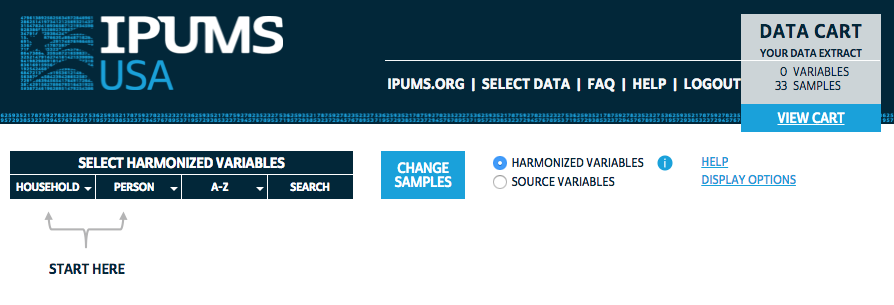 IPUMS
USA
DATA CART
YOUR DATA EXTRACT
0 VARIABLES
33 SAMPLES
VIEW CART
IPUMS.ORG | SELECT DATA | FAQ | HELP | LOGOUT
SELECT HARMONIZED VARIABLES
HOUSEHOLD PERSON A-Z SEARCH
CHANGE
SAMPLES
HARMONIZED VARIABLES i
SOURCE VARIABLES
HELP
DISPLAY OPTIONS
START HERE